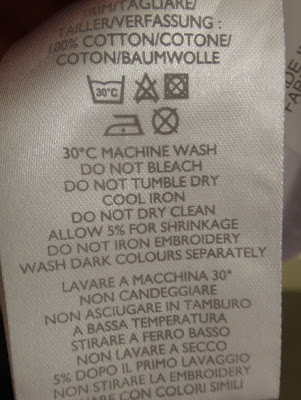 TAGLIARE/
TAILLER/VERFASSUNG :
100% COTTON/COTONE/
COTON/BAUMWOLLE
30°C
30°C MACHINE WASH
DO NOT BLEACH
DO NOT TUMBLE DRY
COOL IRON
DO NOT DRY CLEAN
ALLOW 5% FOR SHRINKAGE
DO NOT IRON EMBROIDERY
WASH DARK COLOURS SEPARATELY
LAVARE A MACCHINA 30°
NON CANDEGGIARE
NON ASCIUGARE IN TAMBURO
A BASSA TEMPERATURA
STIRARE A FERRO BASSO
NON LAVARE A SECCO
5% DOPO IL PRIMO LAVAGGIO
NON STIRARE LA EMBROIDERY
CON COLORI SIMILI